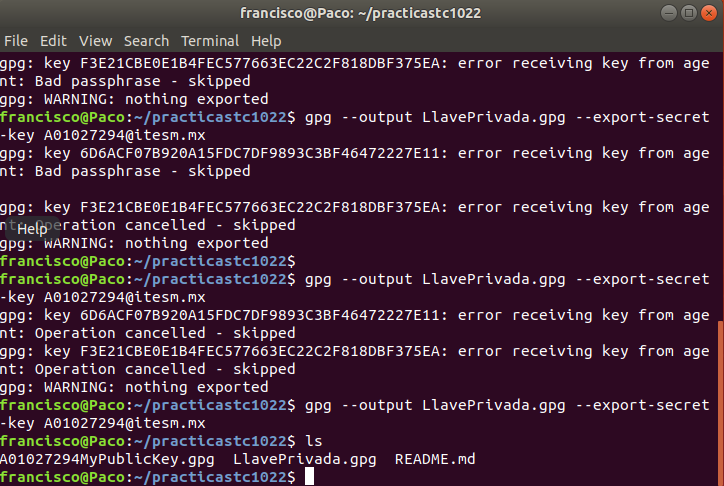 francisco@Paco: ~/practicastc1022
File Edit View Search Terminal Help
gpg: key F3E21CBE0E1B4FEC577663EC22C2F818DBF375EA: error receiving key from age
nt: Bad passphrase - skipped
gpg: WARNING: nothing exported
francisco@Paco:~/practicastc1022$ gpg --output LlavePrivada.gpg --export-secret
-key A01027294@itesm.mx
gpg: key 6D6ACF07B920A15FDC7DF9893C3BF46472227E11: error receiving key from age
nt: Bad passphrase - skipped
gpg: key F3E21CBE0E1B4FEC577663EC22C2F818DBF375EA: error receiving key from age
nt: Operation cancelled - skipped
Help
gpg: WARNING: nothing exported
francisco@Paco:~/practicastc1022$
francisco@Paco:~/practicastc1022$ gpg --output LlavePrivada.gpg --export-secret
-key A01027294@itesm.mx
gpg: key 6D6ACF07B920A15FDC7DF9893C3BF46472227E11: error receiving key from age
nt: Operation cancelled - skipped
gpg: key F3E21CBE0E1B4FEC577663EC22C2F818DBF375EA: error receiving key from age
nt: Operation cancelled - skipped
gpg: WARNING: nothing exported
francisco@Paco:~/practicastc1022$ gpg --output LlavePrivada.gpg --export-secret
-key A01027294@itesm.mx
francisco@Paco:~/practicastc1022$ ls
A01027294MyPublicKey.gpg LlavePrivada.gpg README.md
francisco@Paco:~/practicastc1022$